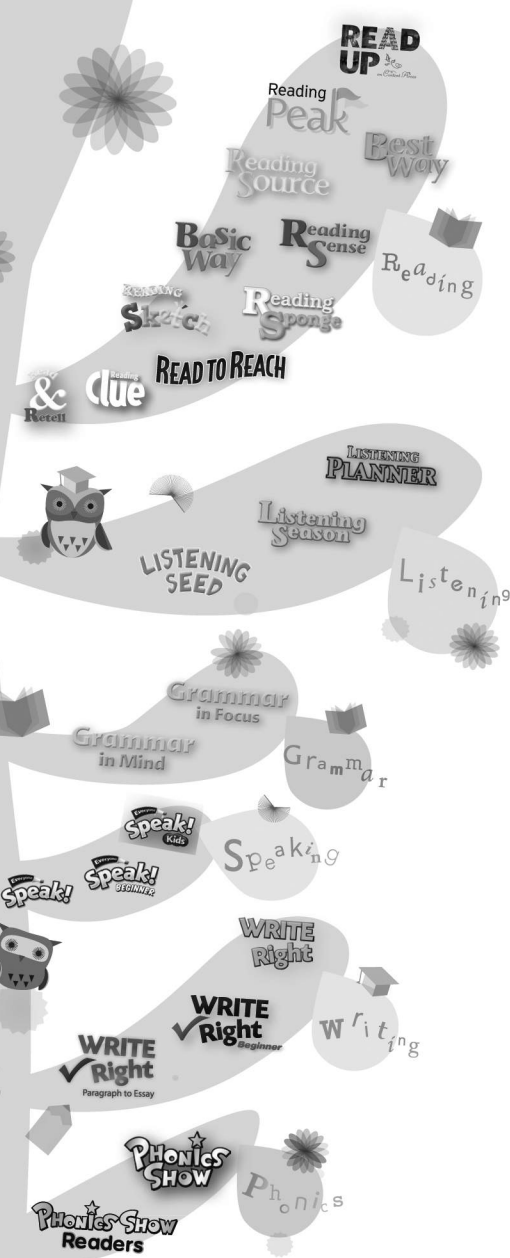 READ
UP
Reading
Peak
Best
Way
Reading
Source
Basic
Way
Reading
Sense
Reading
READING
Sketch
Reading
Sponge
READ TO REACH
&
Retell
Reading
Clue
LISTENING
PLANNER
Listening
Season
LISTENING
SEED
Listening
Grammar
in Focus
Grammar
in Mind
Grammar
Everyone
Speak!
Kids
Speaking
Everyone
Speak!
BEGINNER
Everyone
Speak!
WRITE
Right
WRITE
Right
Beginner
Writing
WRITE
Right
Paragraph to Essay
PHONICS
SHOW
Phonics
PHONICS SHOW
Readers